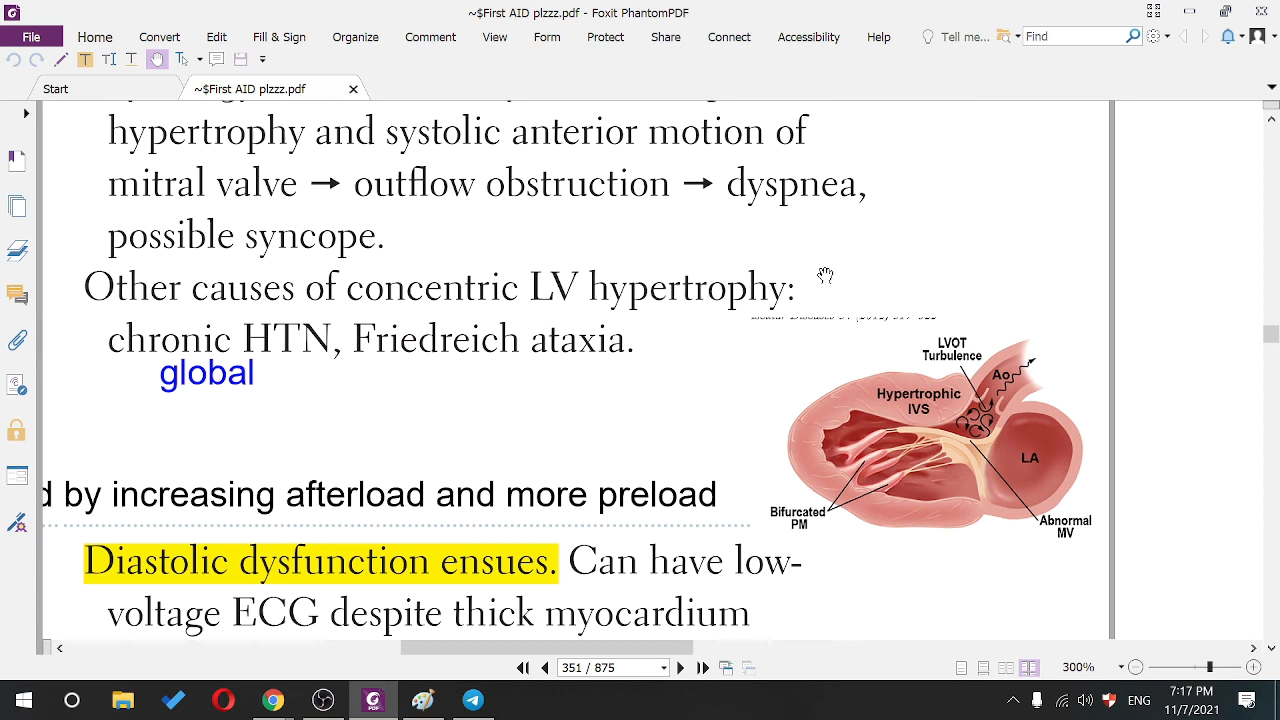 ~$First AID plzzz.pdf - Foxit PhantomPDF
File Home Convert Edit Fill & Sign Organize Comment View Form Protect Share Connect Accessibility Help Tell me... Find
Start ~$First AID plzzz.pdf
hypertrophy and systolic anterior motion of
mitral valve → outflow obstruction → dyspnea,
possible syncope.
Other causes of concentric LV hypertrophy:
chronic HTN, Friedreich ataxia.
global
LVOT
Turbulence
Ao
Hypertrophic
IVS
LA
Bifurcated
PM
Abnormal
MV
d by increasing afterload and more preload
Diastolic dysfunction ensues. Can have low-
voltage ECG despite thick myocardium
351 / 875
300%
ENG
7:17 PM
11/7/2021